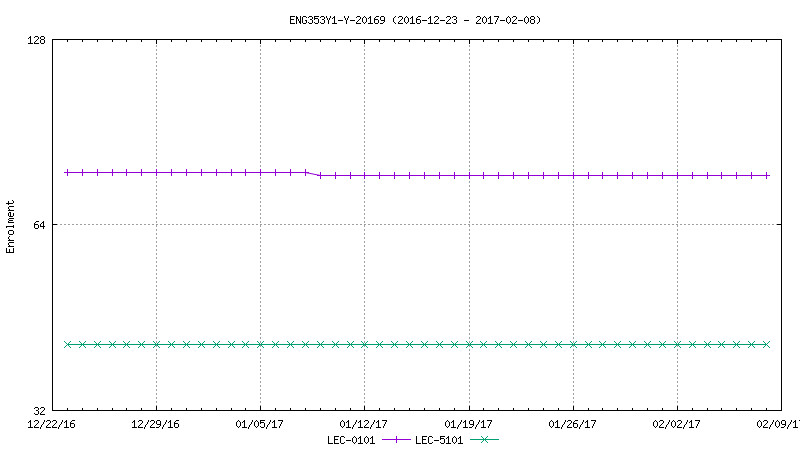 ENG353Y1-Y-20169 (2016-12-23 - 2017-02-08)
128
Enrolment
64
32
12/22/16 12/29/16 01/05/17 01/12/17 01/19/17 01/26/17 02/02/17 02/09/1
LEC-0101 LEC-5101